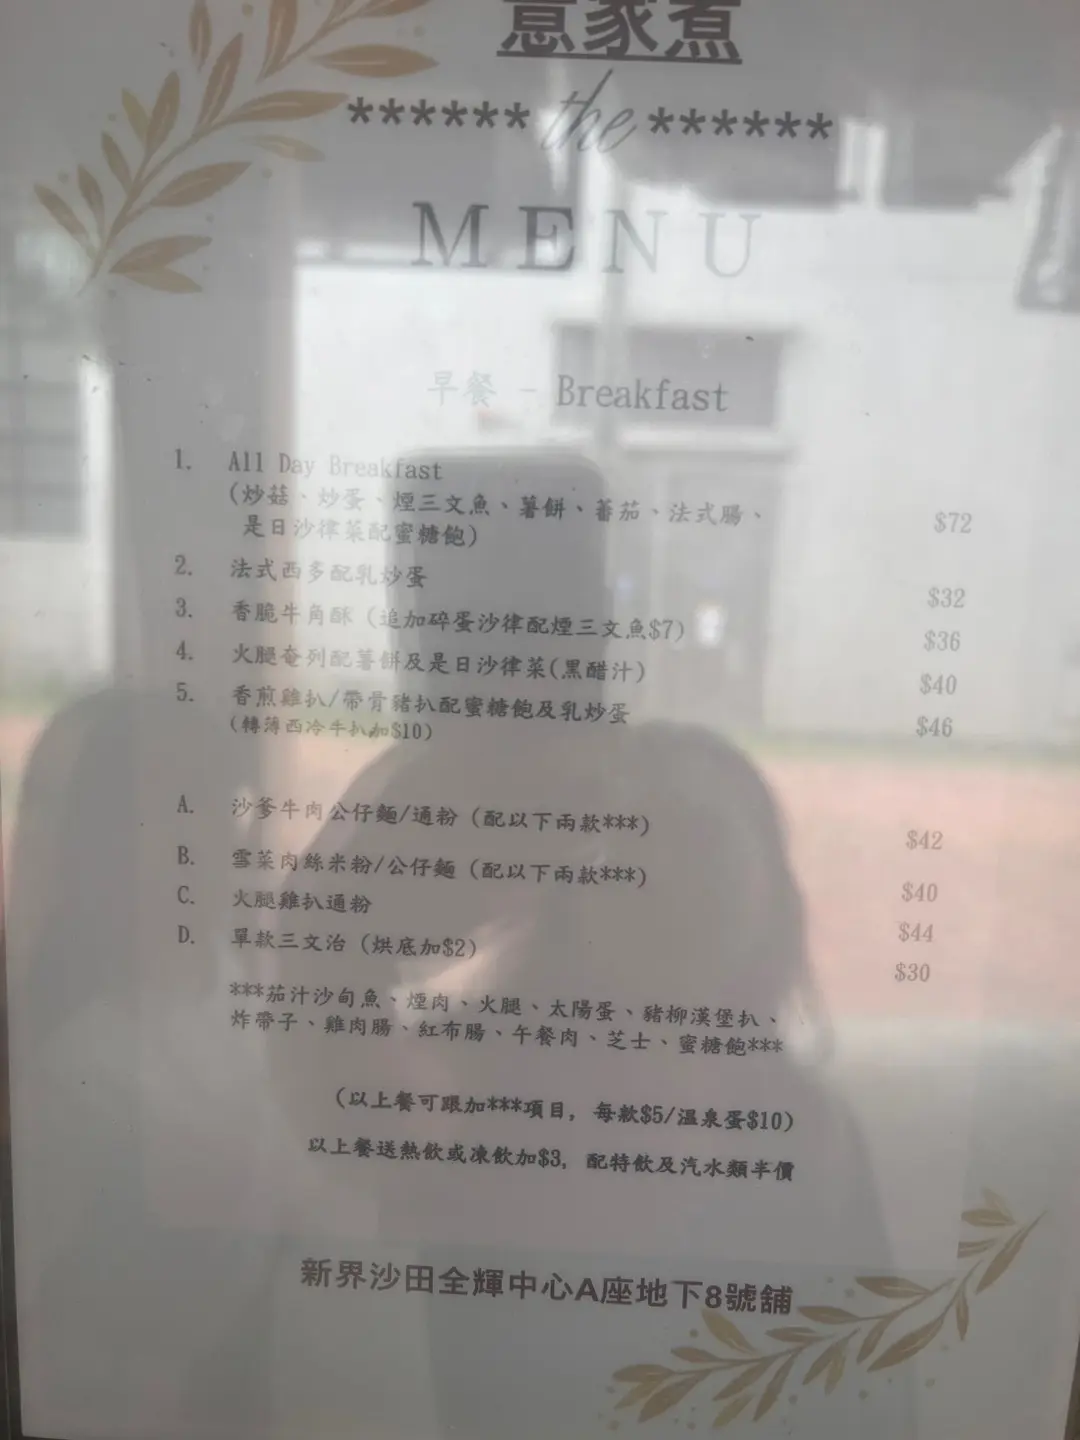 意家煮
****** the ******
MENU
早餐 - Breakfast
1. All Day Breakfast
(炒菇、炒蛋、煙三文魚、薯餅、蕃茄、法式腸、
是日沙律菜配蜜糖飽) $72
2. 法式西多配乳炒蛋 $32
3. 香脆牛角酥 (追加碎蛋沙律配煙三文魚$7) $36
4. 火腿奄列配薯餅及是日沙律菜(黑醋汁) $40
5. 香煎雞扒/帶骨豬扒配蜜糖飽及乳炒蛋 $46
(轉薄西冷牛扒加$10)
A. 沙爹牛肉公仔麵/通粉 (配以下兩款***) $42
B. 雪菜肉絲米粉/公仔麵 (配以下兩款***) $40
C. 火腿雞扒通粉 $44
D. 單款三文治 (烘底加$2) $30
***茄汁沙甸魚、煙肉、火腿、太陽蛋、豬柳漢堡扒、
炸帶子、雞肉腸、紅布腸、午餐肉、芝士、蜜糖飽***
(以上餐可跟加***項目, 每款$5/溫泉蛋$10)
以上餐送熱飲或凍飲加$3, 配特飲及汽水類半價
新界沙田全輝中心A座地下8號舖